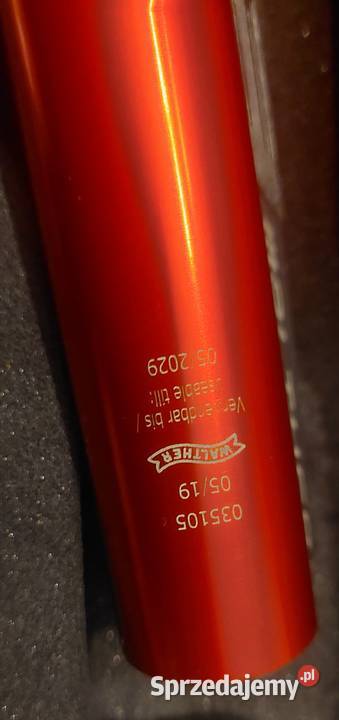 035105
05/19
WALTHER
Verwendbar bis /
Useable till:
05/2029
Sprzedajemy.pl